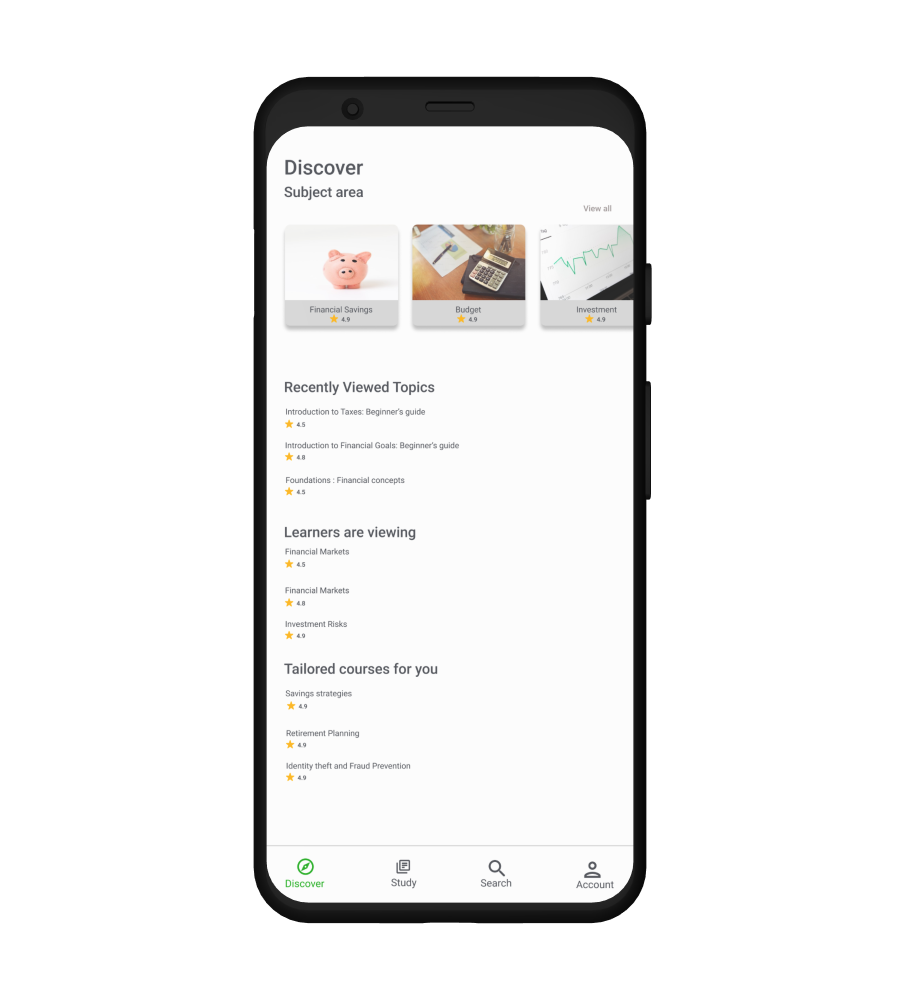 Discover
Subject area
View all
Financial Savings
4.9
Budget
4.9
Investment
4.9
Recently Viewed Topics
Introduction to Taxes: Beginner's guide
4.5
Introduction to Financial Goals: Beginner's guide
4.8
Foundations : Financial concepts
4.5
Learners are viewing
Financial Markets
4.5
Financial Markets
4.8
Investment Risks
4.9
Tailored courses for you
Savings strategies
4.9
Retirement Planning
4.9
Identity theft and Fraud Prevention
4.9
Discover
Study
Search
Account